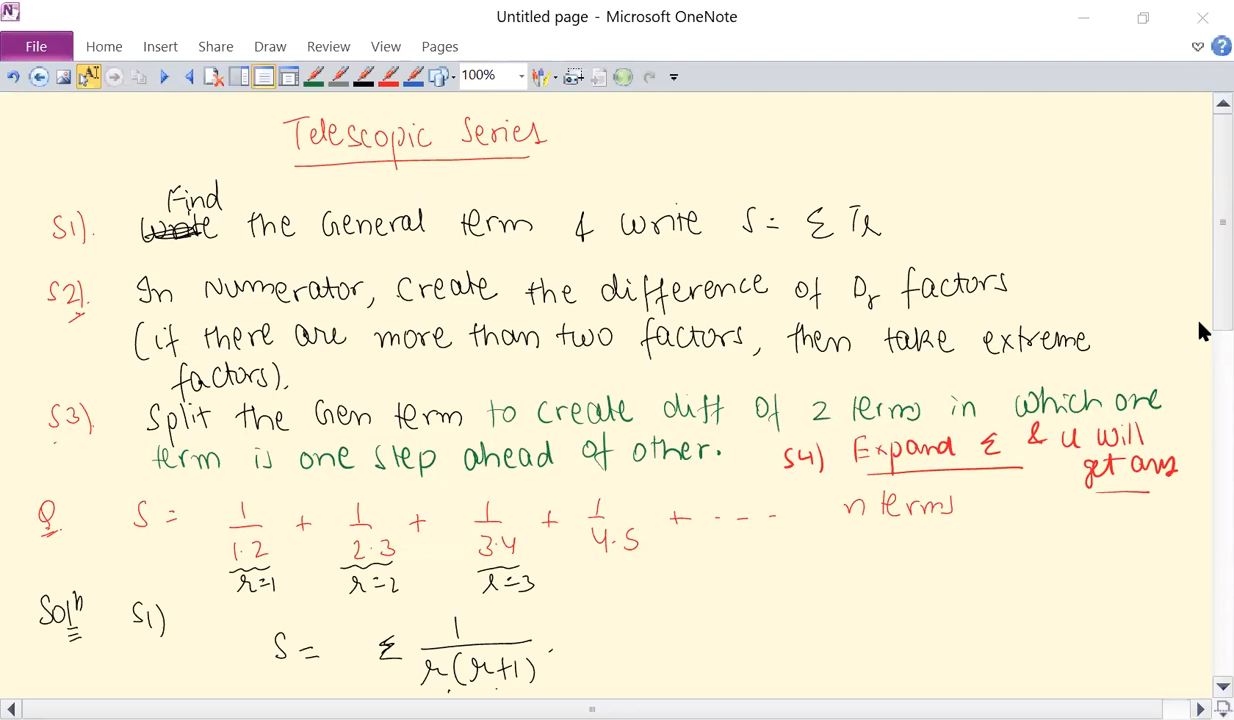 Untitled page - Microsoft OneNote
File Home Insert Share Draw Review View Pages
100%
Telescopic Series
Find
S1). Write the General term & write S = Σ Tr
S2). In Numerator, Create the difference of Dr factors
(if there are more than two factors, then take extreme
factors).
S3). Split the Gen term to create diff of 2 terms in which one
term is one step ahead of other. S4) Expand Σ & u will
get ans
Q. S = 1/1·2 + 1/2·3 + 1/3·4 + 1/4·5 + - - - - n terms
r=1 r=2 r=3
Solⁿ S1)
S = Σ 1/r(r+1)